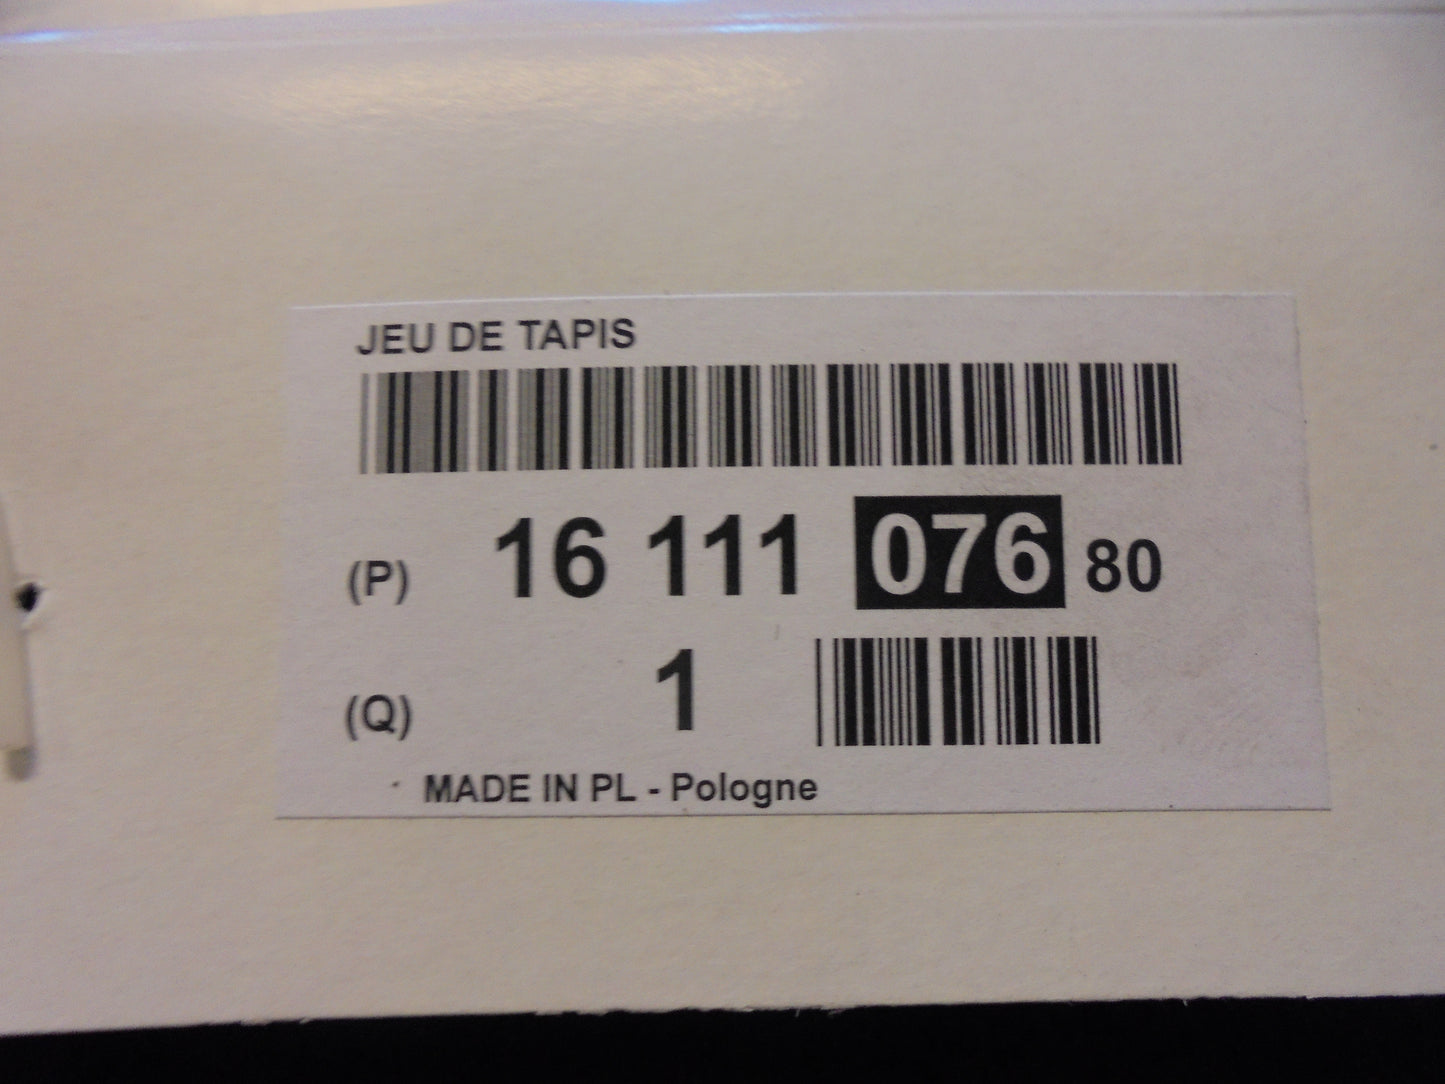 JEU DE TAPIS
(P) 16 111 076 80
(Q) 1
MADE IN PL - Pologne